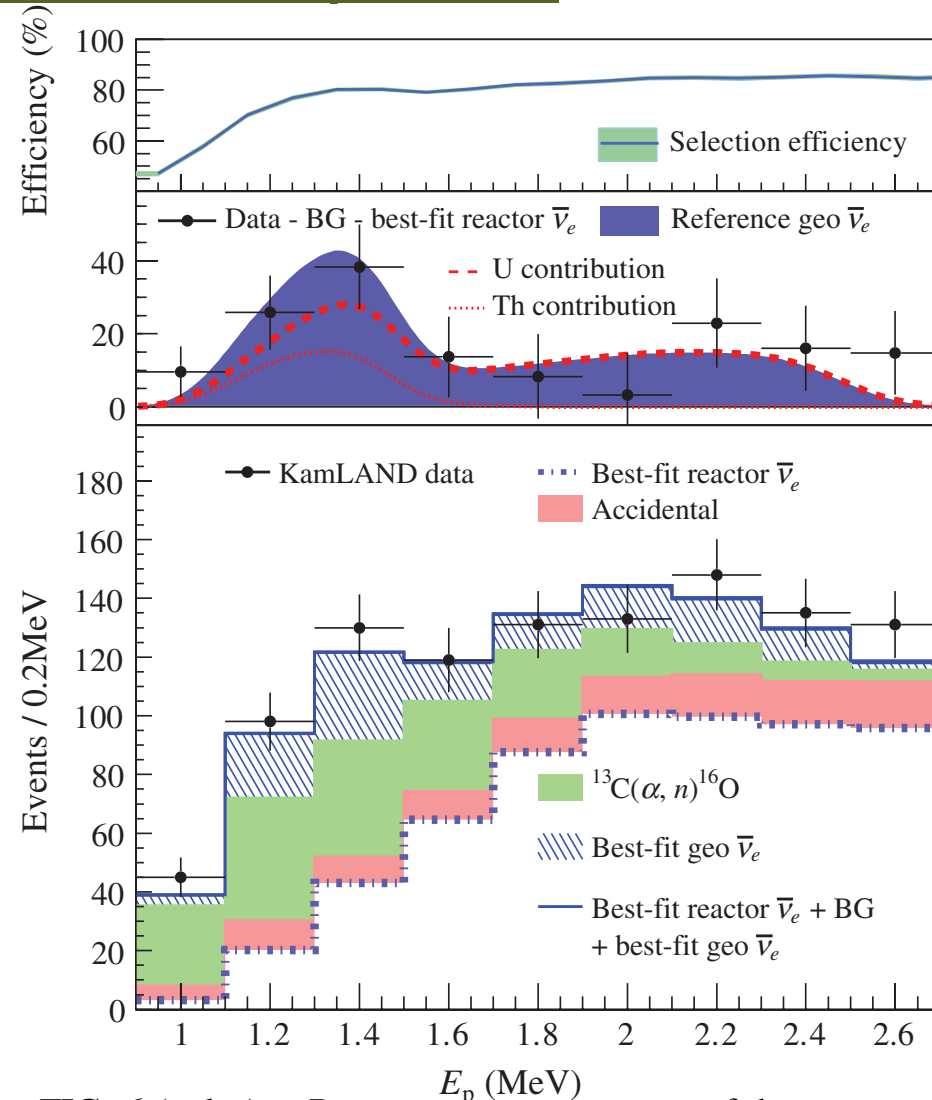 Efficiency (%)
100
80
60
Selection efficiency
Data - BG - best-fit reactor ν̅e
Reference geo ν̅e
U contribution
Th contribution
40
20
0
Events / 0.2MeV
KamLAND data
Best-fit reactor ν̅e
Accidental
180
160
140
120
100
80
60
40
20
0
¹³C(α, n)¹⁶O
Best-fit geo ν̅e
Best-fit reactor ν̅e + BG
+ best-fit geo ν̅e
1 1.2 1.4 1.6 1.8 2 2.2 2.4 2.6
Ep (MeV)